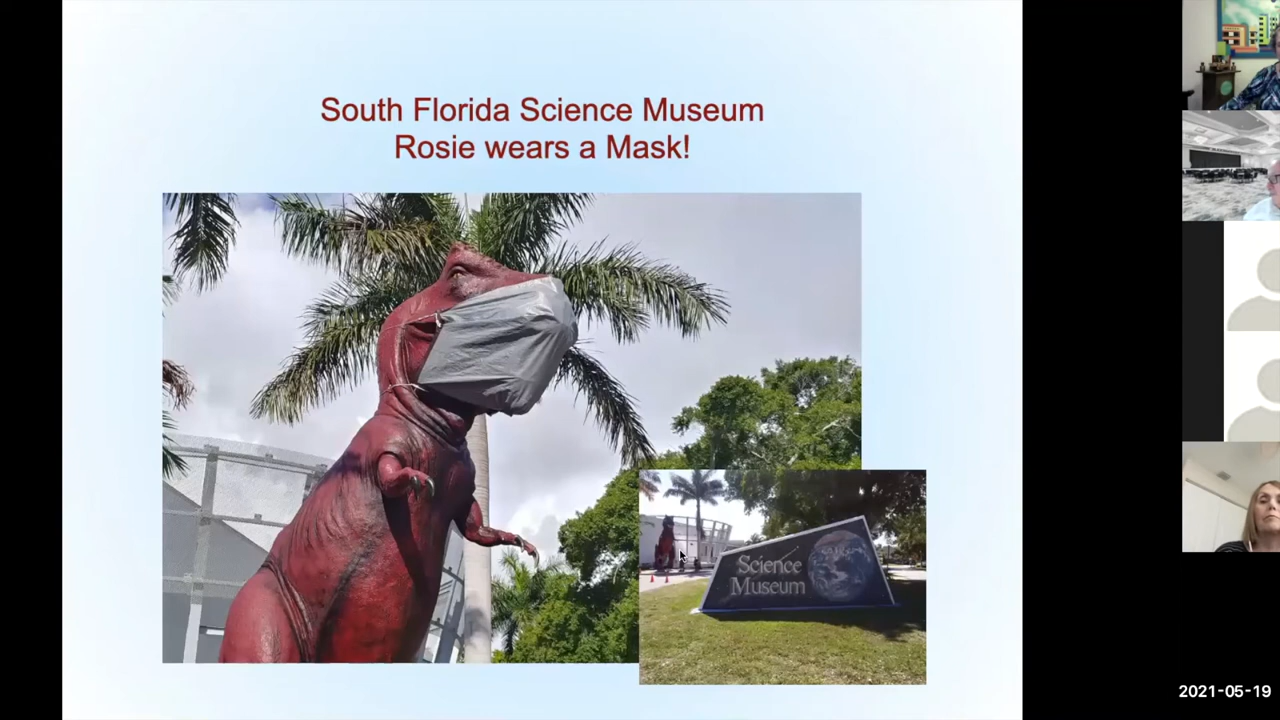 South Florida Science Museum
Rosie wears a Mask!
Science
Museum
2021-05-19